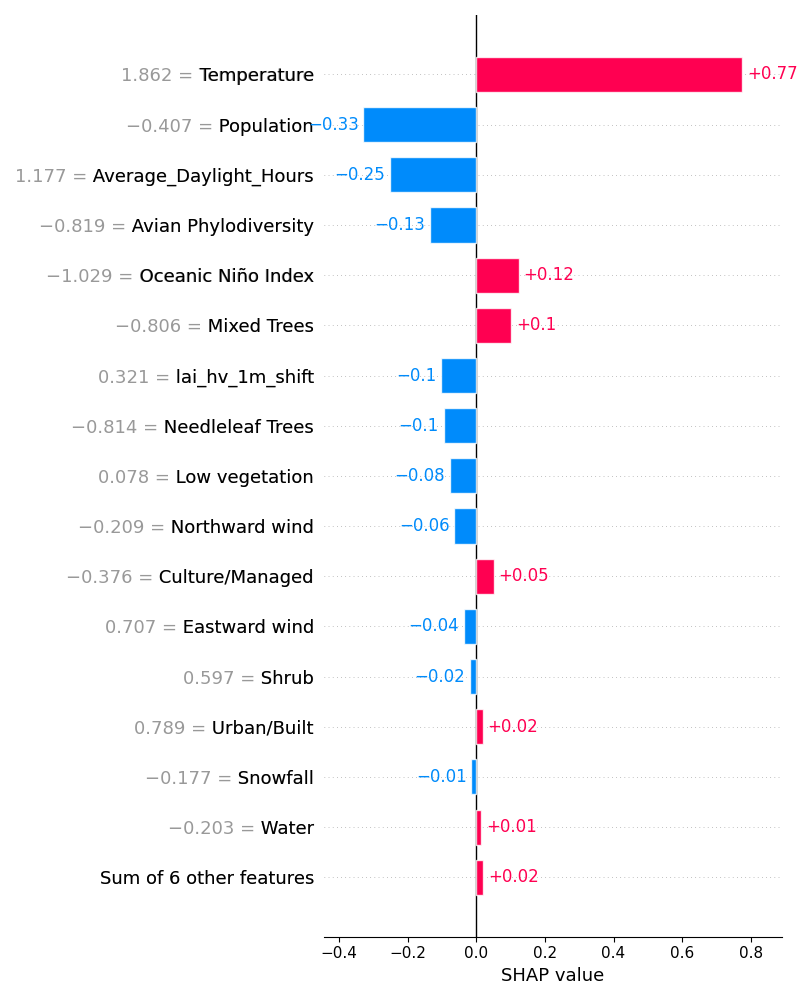 1.862 = Temperature +0.77
−0.407 = Population −0.33
1.177 = Average_Daylight_Hours −0.25
−0.819 = Avian Phylodiversity −0.13
−1.029 = Oceanic Niño Index +0.12
−0.806 = Mixed Trees +0.1
0.321 = lai_hv_1m_shift −0.1
−0.814 = Needleleaf Trees −0.1
0.078 = Low vegetation −0.08
−0.209 = Northward wind −0.06
−0.376 = Culture/Managed +0.05
0.707 = Eastward wind −0.04
0.597 = Shrub −0.02
0.789 = Urban/Built +0.02
−0.177 = Snowfall −0.01
−0.203 = Water +0.01
Sum of 6 other features +0.02
−0.4 −0.2 0.0 0.2 0.4 0.6 0.8
SHAP value